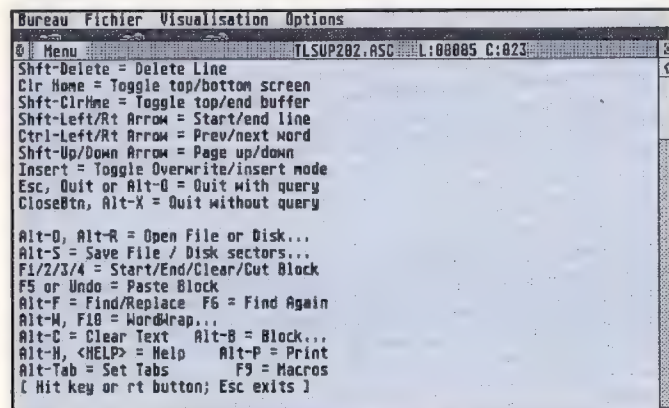 Bureau Fichier Visualisation Options
Menu TLSUP202.ASC L:00085 C:023
Shft-Delete = Delete Line
Clr Home = Toggle top/bottom screen
Shft-ClrHme = Toggle top/end buffer
Shft-Left/Rt Arrow = Start/end line
Ctrl-Left/Rt Arrow = Prev/next word
Shft-Up/Down Arrow = Page up/down
Insert = Toggle Overwrite/insert mode
Esc, Quit or Alt-Q = Quit with query
CloseBtn, Alt-X = Quit without query
Alt-O, Alt-R = Open File or Disk...
Alt-S = Save File / Disk sectors...
F1/2/3/4 = Start/End/Clear/Cut Block
F5 or Undo = Paste Block
Alt-F = Find/Replace F6 = Find Again
Alt-W, F10 = WordWrap...
Alt-C = Clear Text Alt-B = Block...
Alt-H, <HELP> = Help Alt-P = Print
Alt-Tab = Set Tabs F9 = Macros
[ Hit key or rt button; Esc exits ]